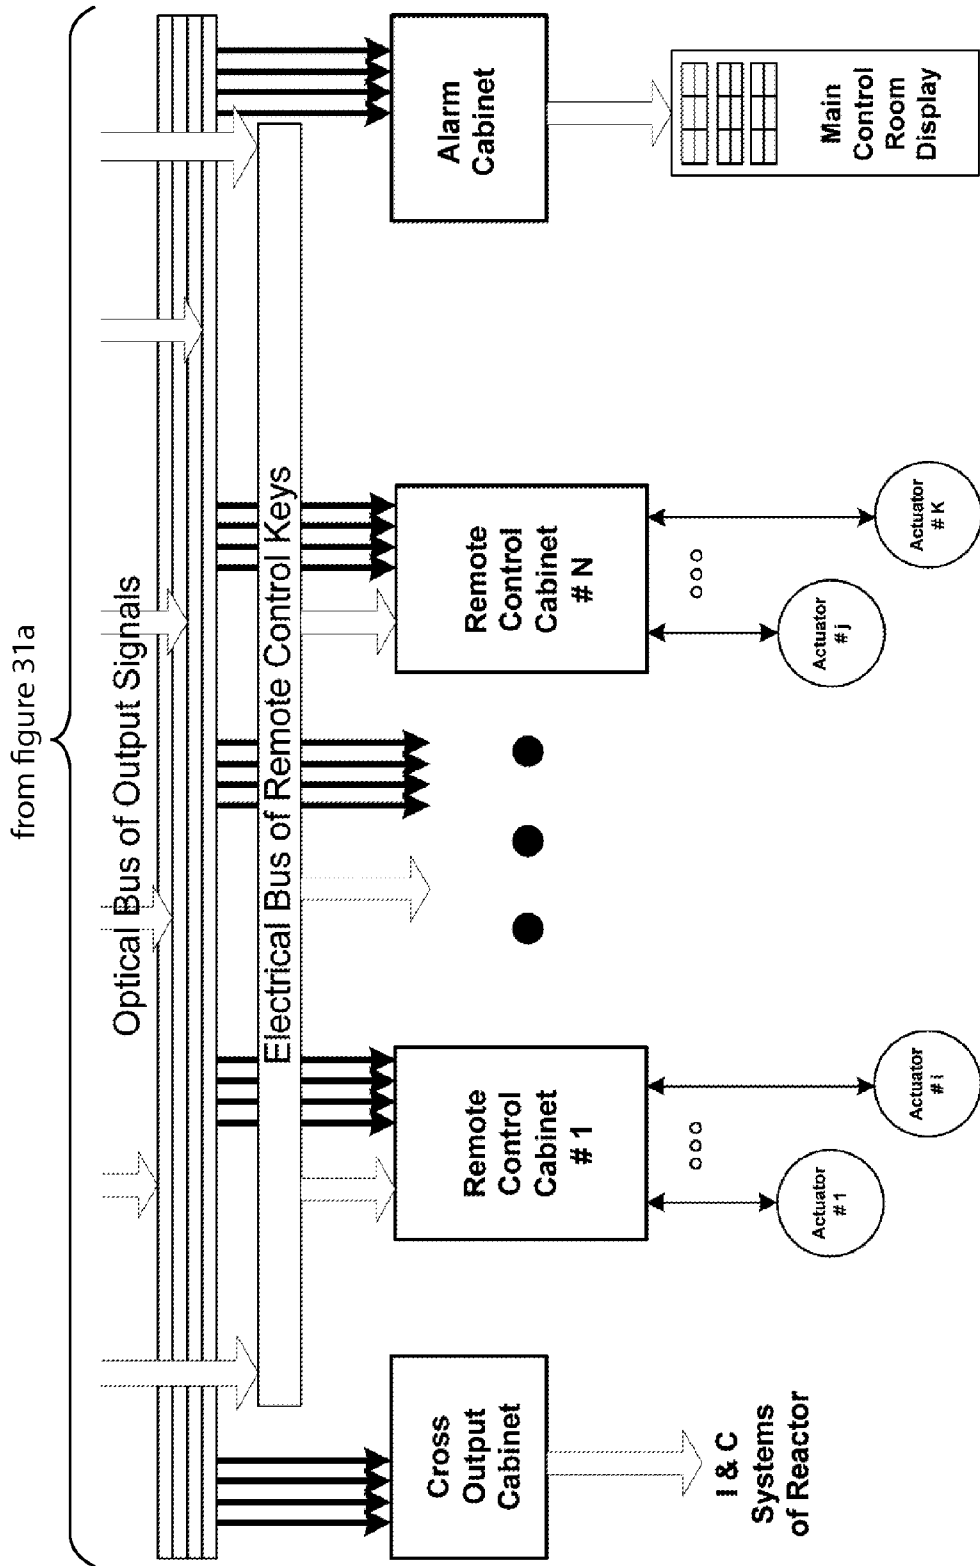 from figure 31a
Optical Bus of Output Signals
Electrical Bus of Remote Control Keys
Cross
Output
Cabinet
Remote
Control
Cabinet
# 1
Remote
Control
Cabinet
# N
Alarm
Cabinet
I & C
Systems
of Reactor
Actuator
# 1
Actuator
# i
Actuator
# j
Actuator
# K
Main
Control
Room
Display